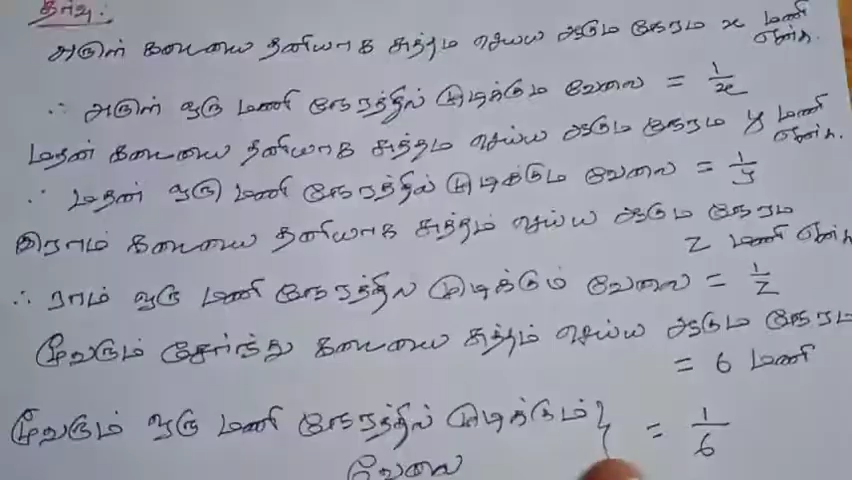 தீர்வு:
அருள் கடையை தனியாக சுத்தம் செய்ய ஆகும் நேரம் x மணி என்க.
∴ அருள் ஒரு மணி நேரத்தில் முடிக்கும் வேலை = 1/x
மதன் கடையை தனியாக சுத்தம் செய்ய ஆகும் நேரம் y மணி என்க.
∴ மதன் ஒரு மணி நேரத்தில் முடிக்கும் வேலை = 1/y
இராம் கடையை தனியாக சுத்தம் செய்ய ஆகும் நேரம்
z மணி என்க
∴ ராம் ஒரு மணி நேரத்தில் முடிக்கும் வேலை = 1/z
மூவரும் சேர்ந்து கடையை சுத்தம் செய்ய ஆகும் நேரம்
= 6 மணி
மூவரும் ஒரு மணி நேரத்தில் முடிக்கும் } = 1/6
வேலை